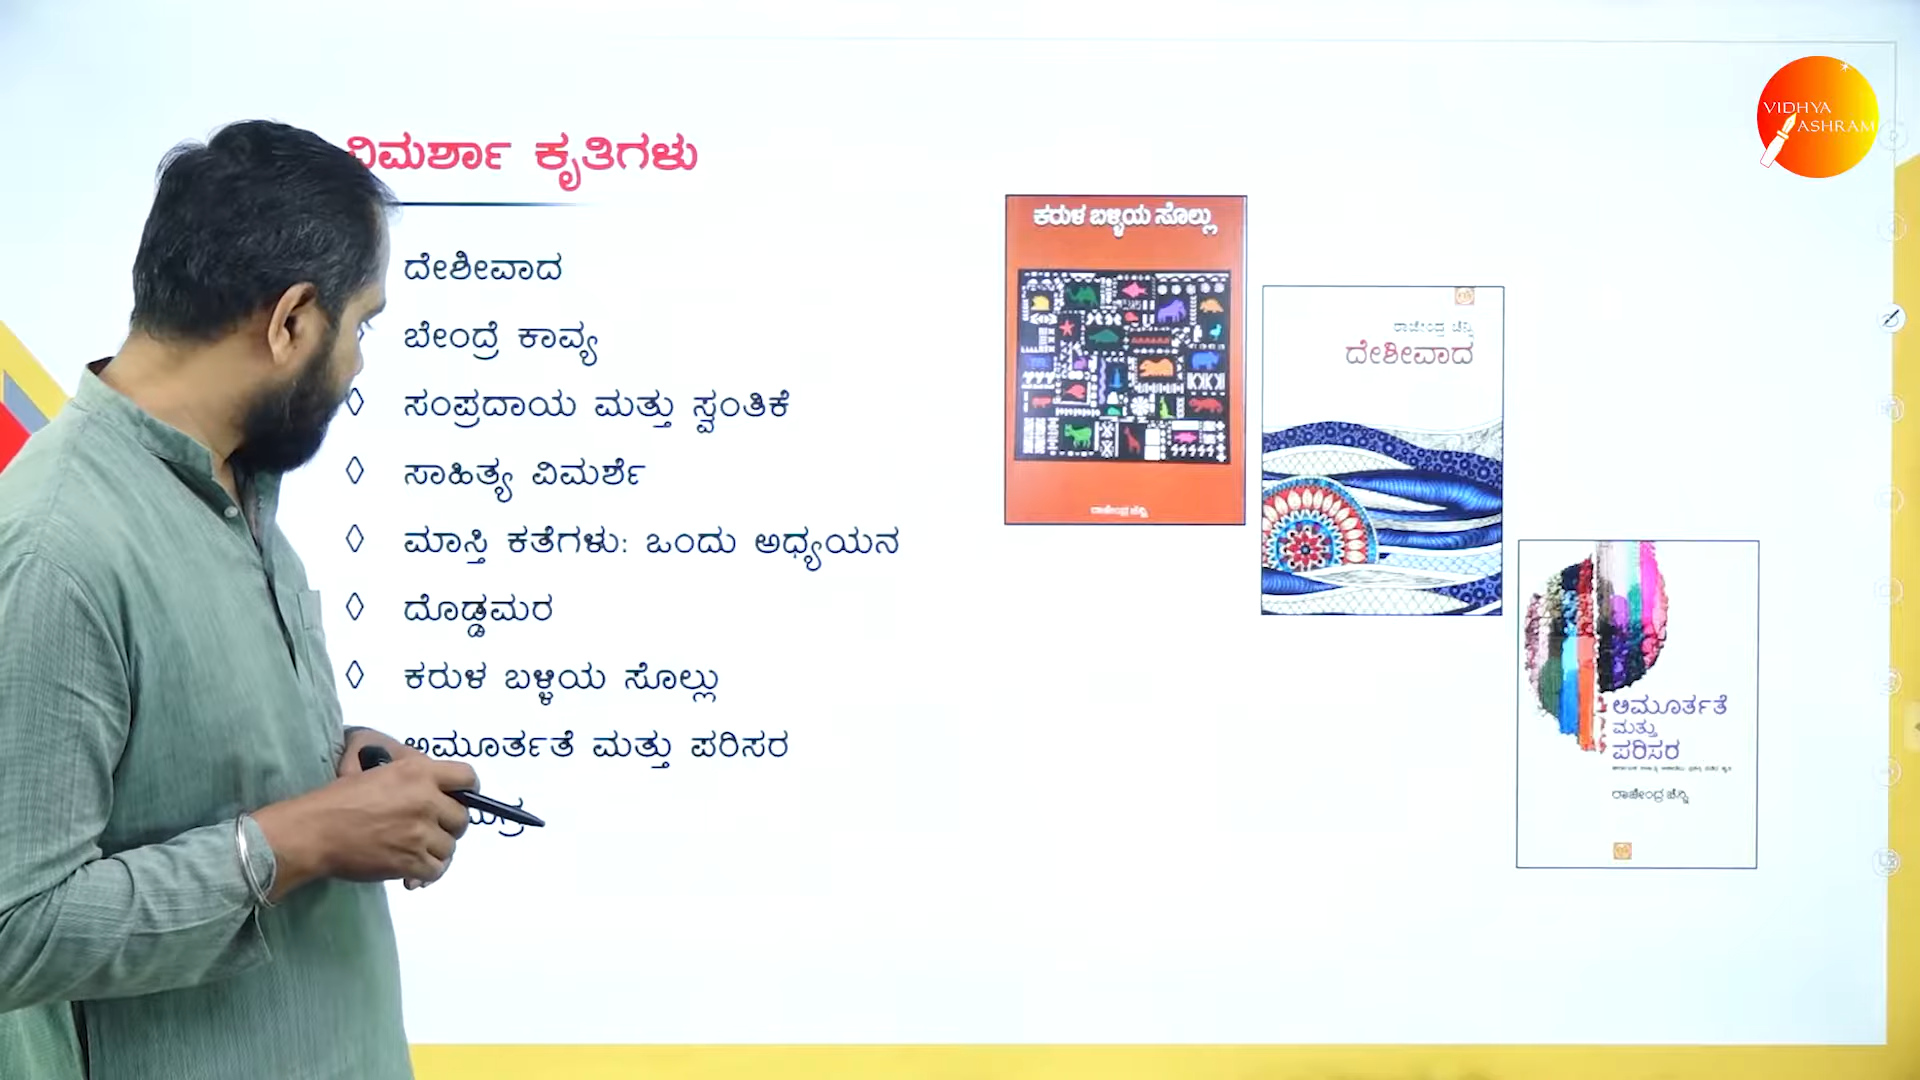 ವಿಮರ್ಶಾ ಕೃತಿಗಳು
ದೇಶೀವಾದ
ಬೇಂದ್ರೆ ಕಾವ್ಯ
ಸಂಪ್ರದಾಯ ಮತ್ತು ಸ್ವಂತಿಕೆ
ಸಾಹಿತ್ಯ ವಿಮರ್ಶೆ
ಮಾಸ್ತಿ ಕತೆಗಳು: ಒಂದು ಅಧ್ಯಯನ
ದೊಡ್ಡಮರ
ಕರುಳ ಬಳ್ಳಿಯ ಸೊಲ್ಲು
ಅಮೂರ್ತತೆ ಮತ್ತು ಪರಿಸರ
ಕರುಳ ಬಳ್ಳಿಯ ಸೊಲ್ಲು
ರಾಜೇಂದ್ರ ಚೆನ್ನಿ
ರಾಜೇಂದ್ರ ಚೆನ್ನಿ
ದೇಶೀವಾದ
ಅಮೂರ್ತತೆ
ಮತ್ತು
ಪರಿಸರ
ರಾಜೇಂದ್ರ ಚೆನ್ನಿ
VIDHYA
ASHRAM